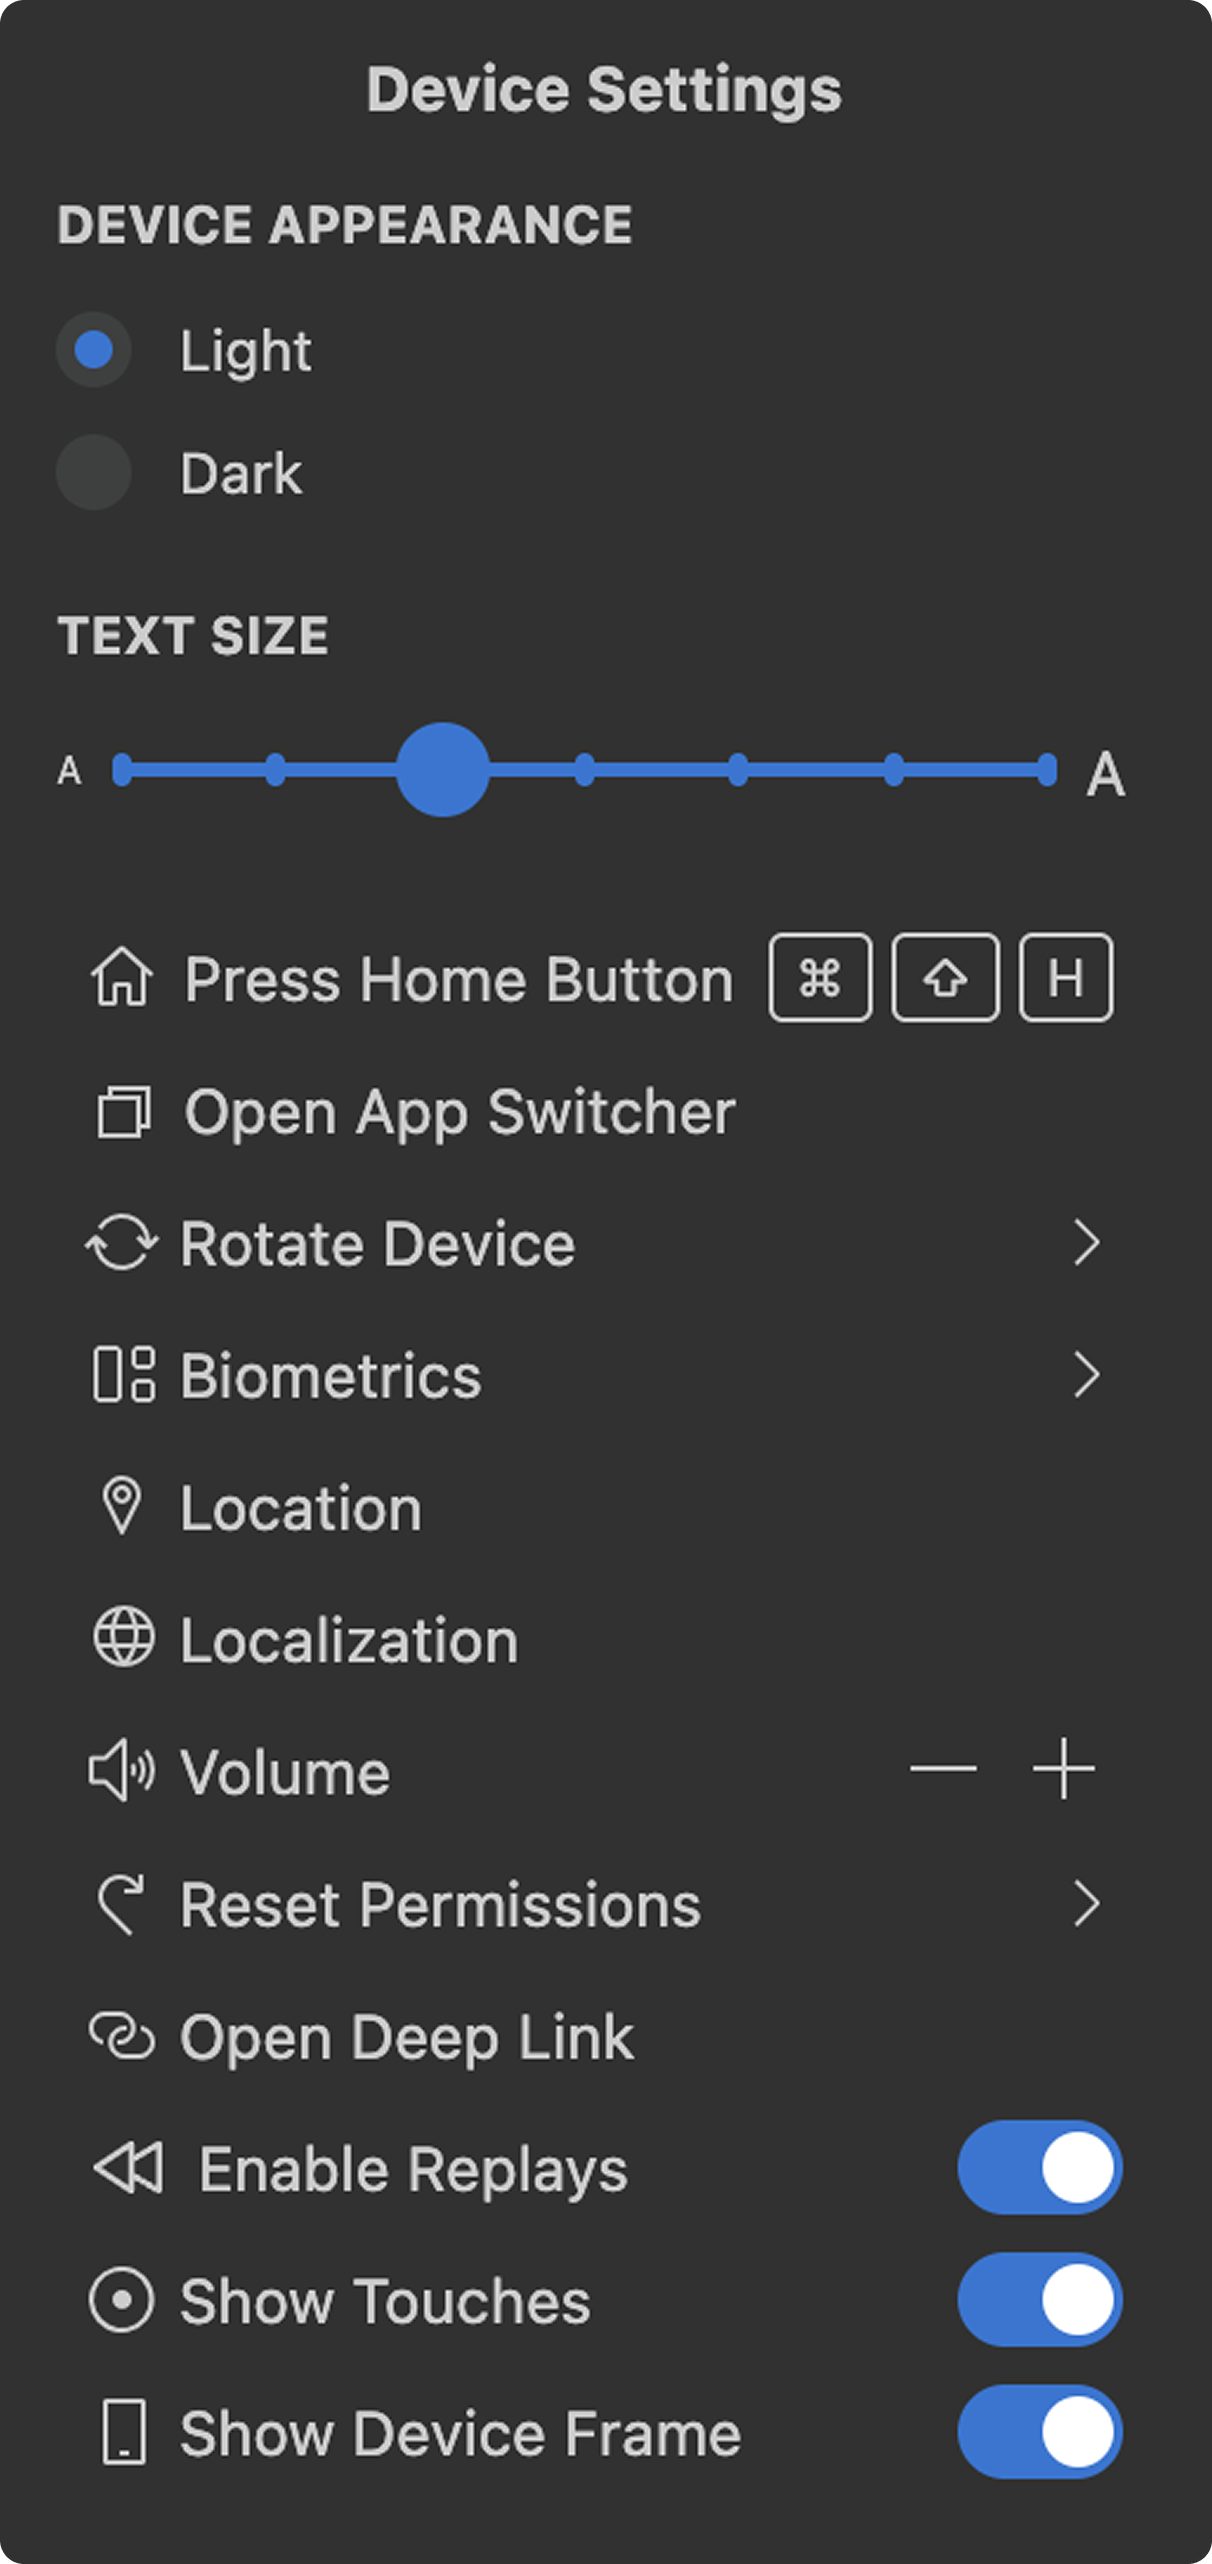 Device Settings
DEVICE APPEARANCE
Light
Dark
TEXT SIZE
A A
Press Home Button ⌘ ⇧ H
Open App Switcher
Rotate Device
Biometrics
Location
Localization
Volume
Reset Permissions
Open Deep Link
Enable Replays
Show Touches
Show Device Frame